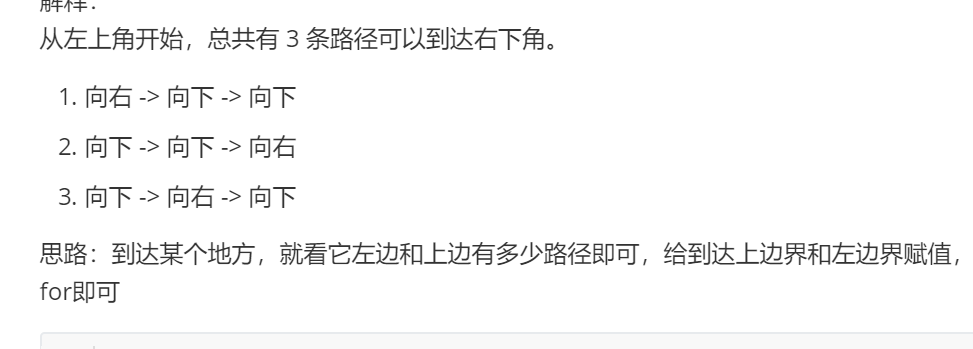 解释：
从左上角开始，总共有 3 条路径可以到达右下角。
1. 向右 -> 向下 -> 向下
2. 向下 -> 向下 -> 向右
3. 向下 -> 向右 -> 向下
思路：到达某个地方，就看它左边和上边有多少路径即可，给到达上边界和左边界赋值，
for即可